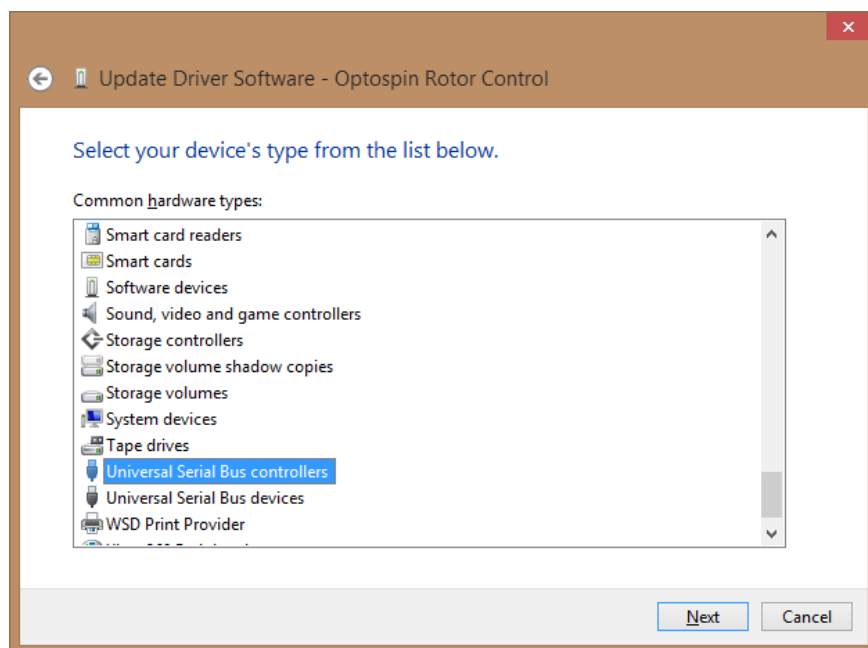 Update Driver Software - Optospin Rotor Control
Select your device's type from the list below.
Common hardware types:
Smart card readers
Smart cards
Software devices
Sound, video and game controllers
Storage controllers
Storage volume shadow copies
Storage volumes
System devices
Tape drives
Universal Serial Bus controllers
Universal Serial Bus devices
WSD Print Provider
Next
Cancel